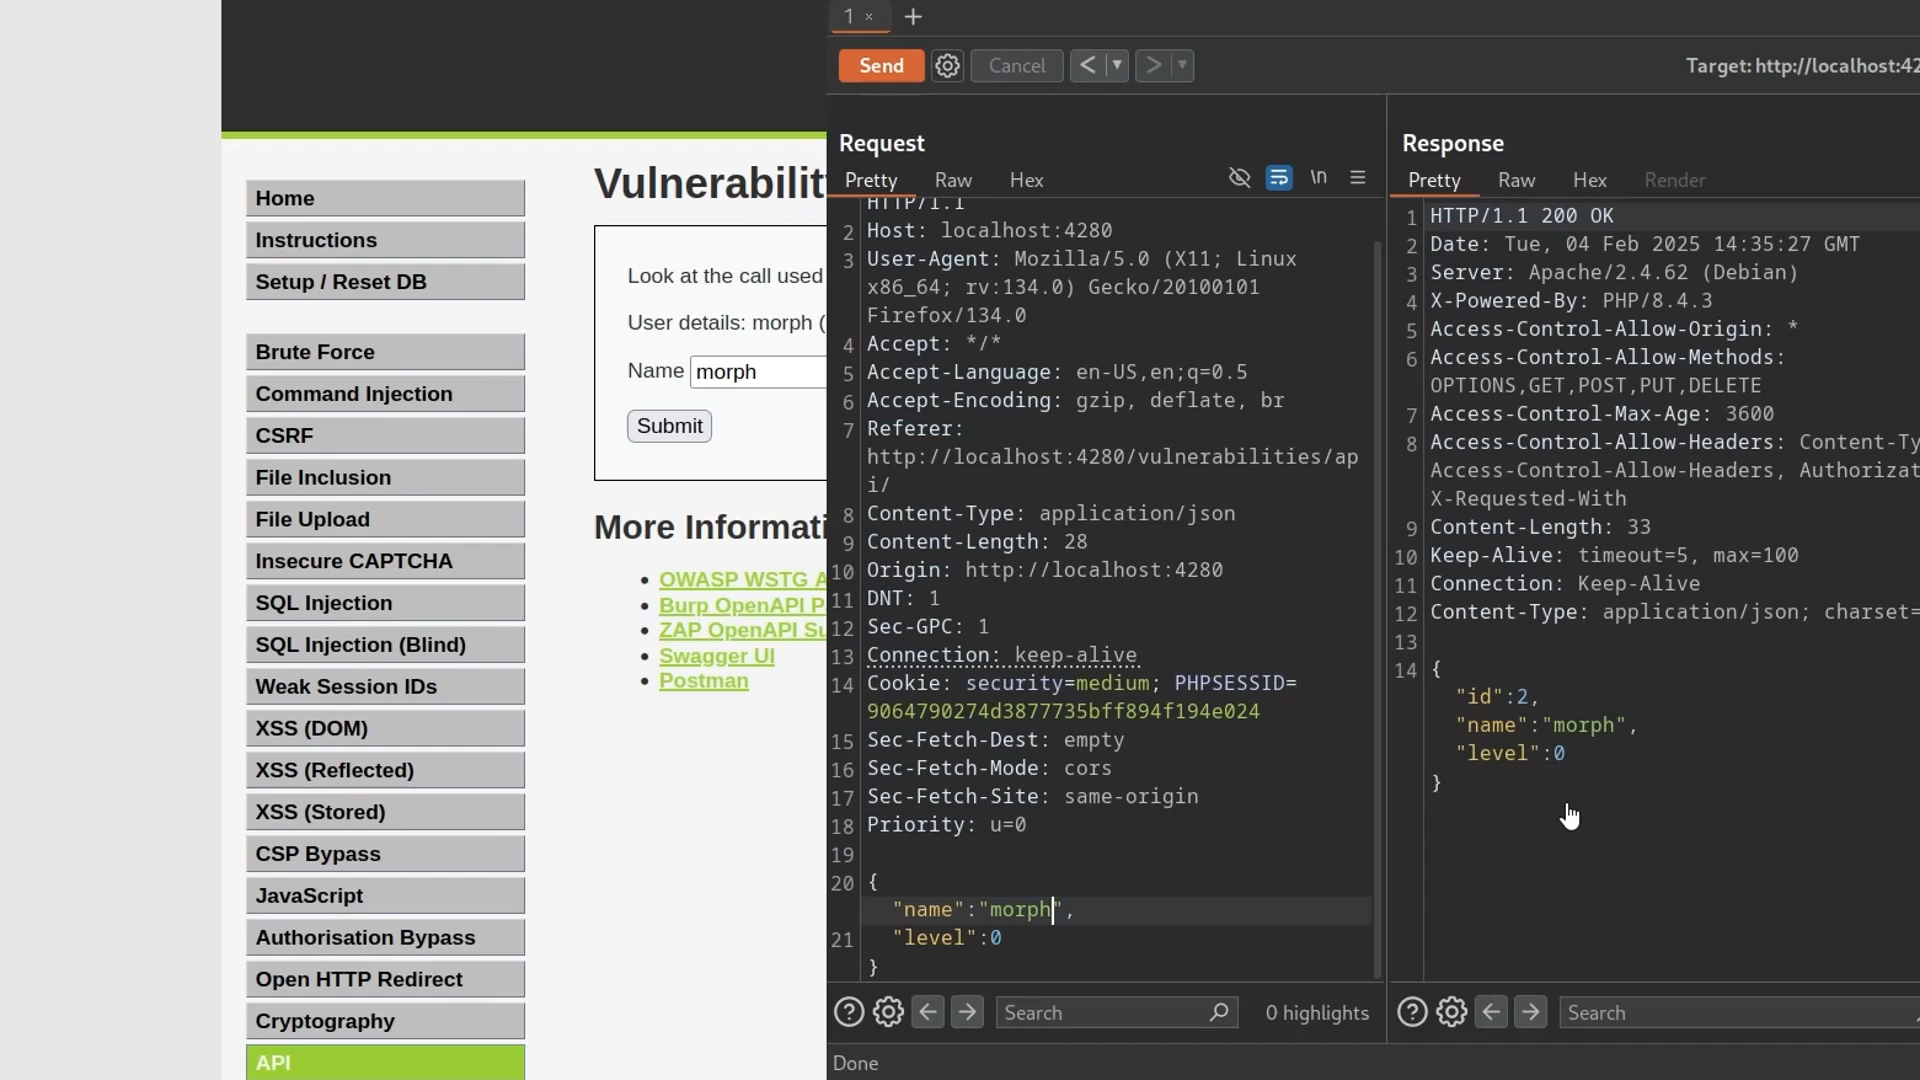 1 ×
+
Send
Cancel
< ▼
> ▼
Target: http://localhost:42
Home
Instructions
Setup / Reset DB
Brute Force
Command Injection
CSRF
File Inclusion
File Upload
Insecure CAPTCHA
SQL Injection
SQL Injection (Blind)
Weak Session IDs
XSS (DOM)
XSS (Reflected)
XSS (Stored)
CSP Bypass
JavaScript
Authorisation Bypass
Open HTTP Redirect
Cryptography
API
Vulnerabilit
Look at the call used
User details: morph (
Name morph
Submit
More Informati
• OWASP WSTG A
• Burp OpenAPI P
• ZAP OpenAPI Su
• Swagger UI
• Postman
Request
Pretty Raw Hex
\n
HTTP/1.1
2 Host: localhost:4280
3 User-Agent: Mozilla/5.0 (X11; Linux
x86_64; rv:134.0) Gecko/20100101
Firefox/134.0
4 Accept: */*
5 Accept-Language: en-US,en;q=0.5
6 Accept-Encoding: gzip, deflate, br
7 Referer:
http://localhost:4280/vulnerabilities/ap
i/
8 Content-Type: application/json
9 Content-Length: 28
10 Origin: http://localhost:4280
11 DNT: 1
12 Sec-GPC: 1
13 Connection: keep-alive
14 Cookie: security=medium; PHPSESSID=
9064790274d3877735bff894f194e024
15 Sec-Fetch-Dest: empty
16 Sec-Fetch-Mode: cors
17 Sec-Fetch-Site: same-origin
18 Priority: u=0
19
20 {
"name":"morph",
21 "level":0
}
? Search 0 highlights
Done
Response
Pretty Raw Hex Render
1 HTTP/1.1 200 OK
2 Date: Tue, 04 Feb 2025 14:35:27 GMT
3 Server: Apache/2.4.62 (Debian)
4 X-Powered-By: PHP/8.4.3
5 Access-Control-Allow-Origin: *
6 Access-Control-Allow-Methods:
OPTIONS,GET,POST,PUT,DELETE
7 Access-Control-Max-Age: 3600
8 Access-Control-Allow-Headers: Content-Ty
Access-Control-Allow-Headers, Authorizat
X-Requested-With
9 Content-Length: 33
10 Keep-Alive: timeout=5, max=100
11 Connection: Keep-Alive
12 Content-Type: application/json; charset=
13
14 {
"id":2,
"name":"morph",
"level":0
}
? Search